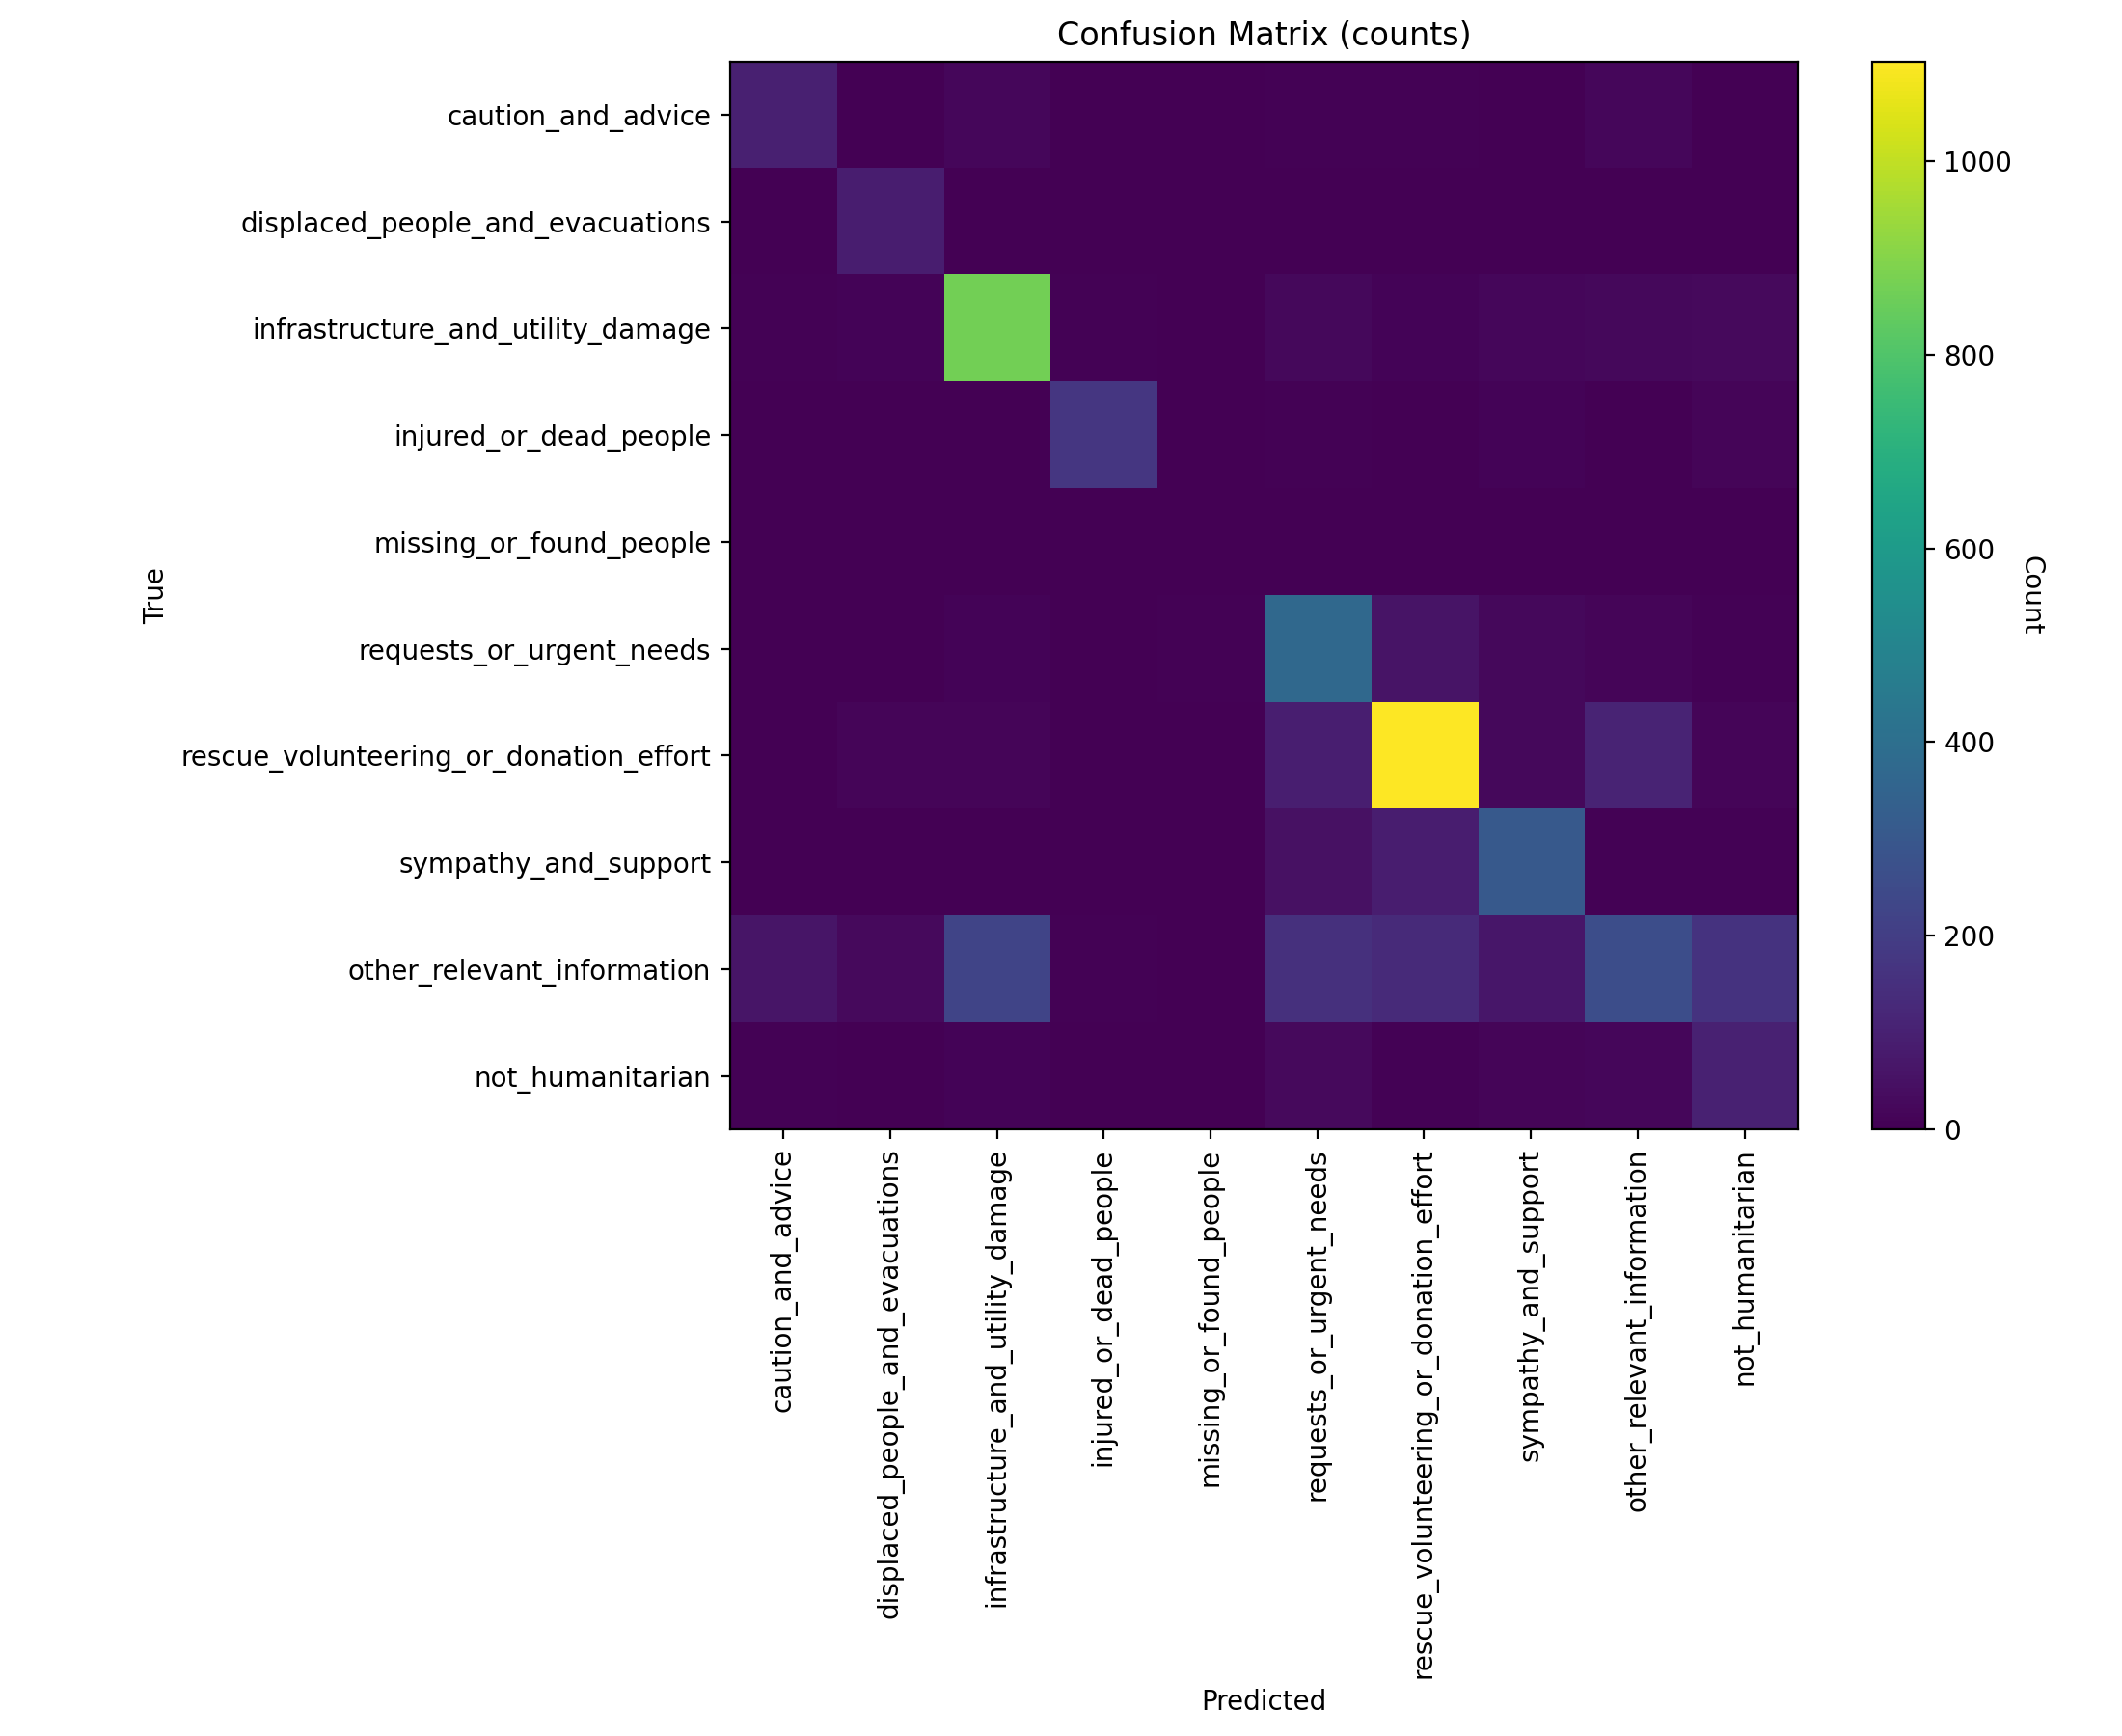 Confusion Matrix (counts)
True
caution_and_advice
displaced_people_and_evacuations
infrastructure_and_utility_damage
injured_or_dead_people
missing_or_found_people
requests_or_urgent_needs
rescue_volunteering_or_donation_effort
sympathy_and_support
other_relevant_information
not_humanitarian
caution_and_advice
displaced_people_and_evacuations
infrastructure_and_utility_damage
injured_or_dead_people
missing_or_found_people
requests_or_urgent_needs
rescue_volunteering_or_donation_effort
sympathy_and_support
other_relevant_information
not_humanitarian
Predicted
1000
800
600
400
200
0
Count